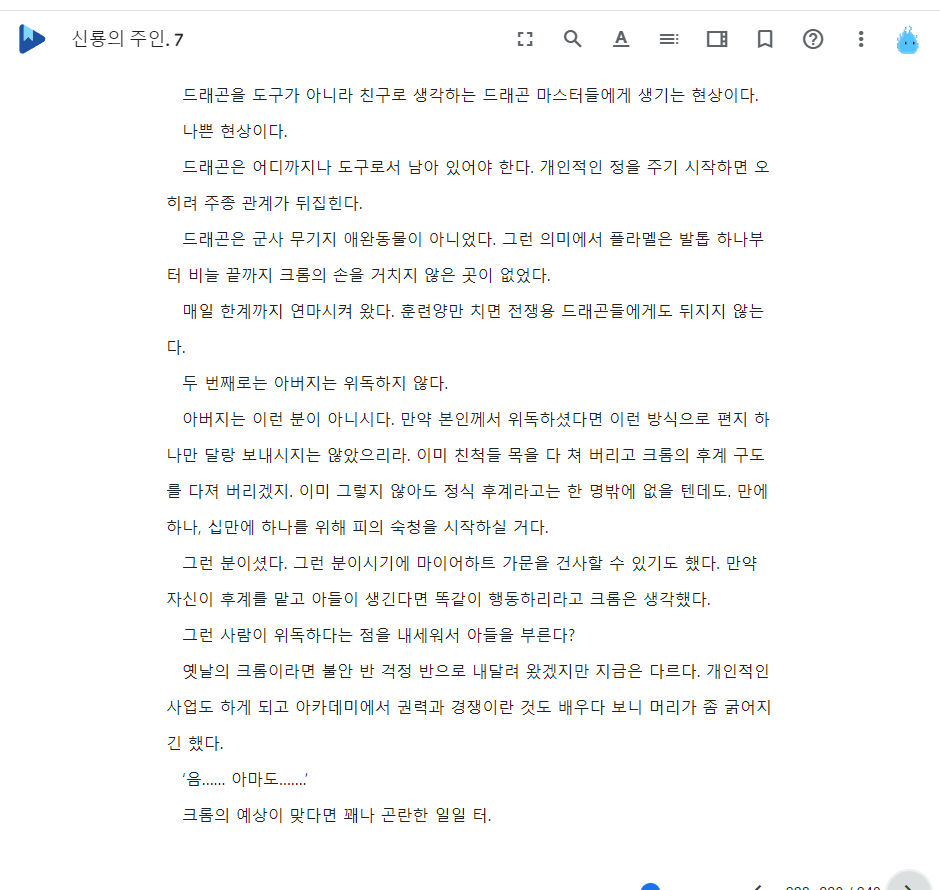 신룡의 주인. 7
드래곤을 도구가 아니라 친구로 생각하는 드래곤 마스터들에게 생기는 현상이다.
나쁜 현상이다.
드래곤은 어디까지나 도구로서 남아 있어야 한다. 개인적인 정을 주기 시작하면 오
히려 주종 관계가 뒤집힌다.
드래곤은 군사 무기지 애완동물이 아니었다. 그런 의미에서 플라멜은 발톱 하나부
터 비늘 끝까지 크롬의 손을 거치지 않은 곳이 없었다.
매일 한계까지 연마시켜 왔다. 훈련양만 치면 전쟁용 드래곤들에게도 뒤지지 않는
다.
두 번째로는 아버지는 위독하지 않다.
아버지는 이런 분이 아니시다. 만약 본인께서 위독하셨다면 이런 방식으로 편지 하
나만 달랑 보내시지는 않았으리라. 이미 친척들 목을 다 쳐 버리고 크롬의 후계 구도
를 다져 버리겠지. 이미 그렇지 않아도 정식 후계라고는 한 명밖에 없을 텐데도. 만에
하나, 십만에 하나를 위해 피의 숙청을 시작하실 거다.
그런 분이셨다. 그런 분이시기에 마이어하트 가문을 건사할 수 있기도 했다. 만약
자신이 후계를 맡고 아들이 생긴다면 똑같이 행동하리라고 크롬은 생각했다.
그런 사람이 위독하다는 점을 내세워서 아들을 부른다?
옛날의 크롬이라면 불안 반 걱정 반으로 내달려 왔겠지만 지금은 다르다. 개인적인
사업도 하게 되고 아카데미에서 권력과 경쟁이란 것도 배우다 보니 머리가 좀 굵어지
긴 했다.
‘음...... 아마도.......’
크롬의 예상이 맞다면 꽤나 곤란한 일일 터.